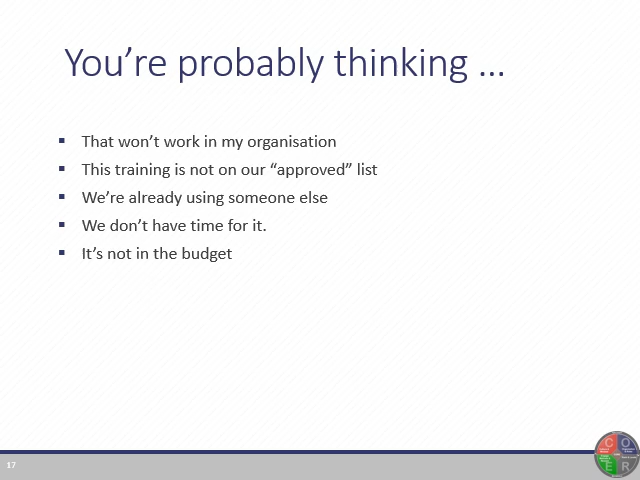 You’re probably thinking …
▪ That won’t work in my organisation
▪ This training is not on our “approved” list
▪ We’re already using someone else
▪ We don’t have time for it.
▪ It’s not in the budget
17
C O
E R